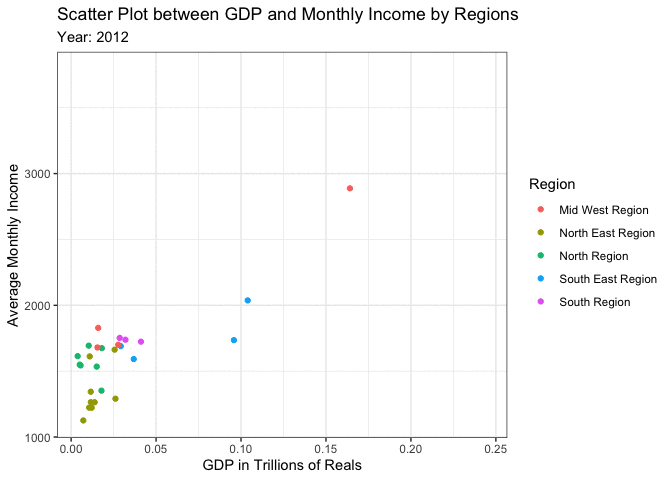 Scatter Plot between GDP and Monthly Income by Regions
Year: 2012
Average Monthly Income
3000
2000
1000
0.00 0.05 0.10 0.15 0.20 0.25
GDP in Trillions of Reals
Region
Mid West Region
North East Region
North Region
South East Region
South Region